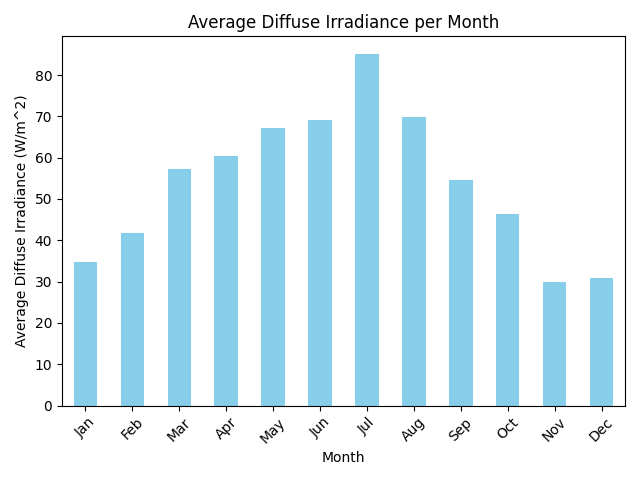 Average Diffuse Irradiance per Month
Average Diffuse Irradiance (W/m^2)
80
70
60
50
40
30
20
10
0
Jan
Feb
Mar
Apr
May
Jun
Jul
Aug
Sep
Oct
Nov
Dec
Month